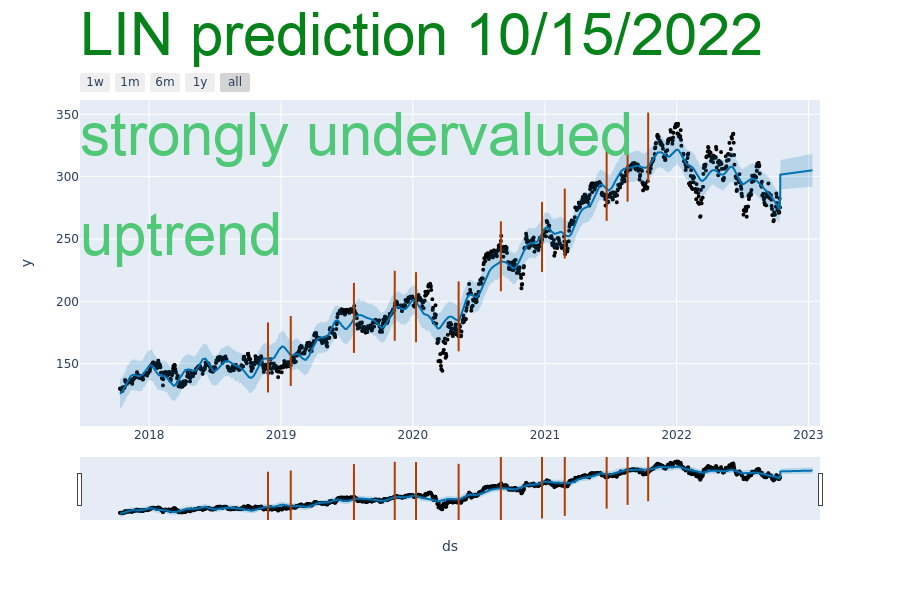 LIN prediction 10/15/2022
1w 1m 6m 1y all
350
strongly undervalued
300
250
uptrend
y
200
150
2018 2019 2020 2021 2022 2023
ds